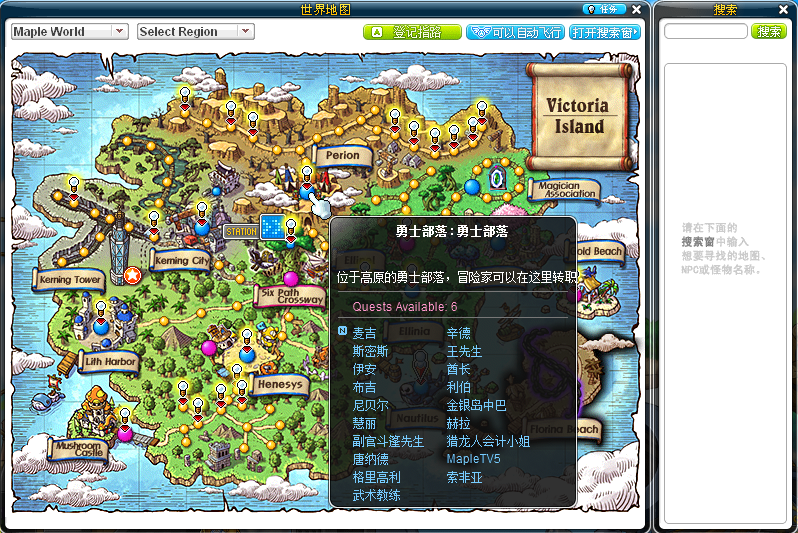 世界地图
任务
搜索
Maple World
Select Region
登记指路
可以自动飞行
打开搜索窗
搜索
Victoria
Island
Perion
Magician
Association
STATION
勇士部落:勇士部落
位于高原的勇士部落，冒险家可以在这里转职
Quests Available: 6
N
麦吉
辛德
斯密斯
王先生
伊安
酋长
布吉
利伯
尼贝尔
金银岛中巴
慧丽
赫拉
副官斗篷先生
猎龙人会计小姐
唐纳德
MapleTV5
格里高利
索非亚
武术教练
Kerning City
Kerning Tower
Six Path
Crossway
Ellinia
Lith Harbor
Henesys
Nautilus
Mushroom
Castle
Gold Beach
Florina Beach
请在下面的
搜索窗中输入
想要寻找的地图、
NPC或怪物名称。